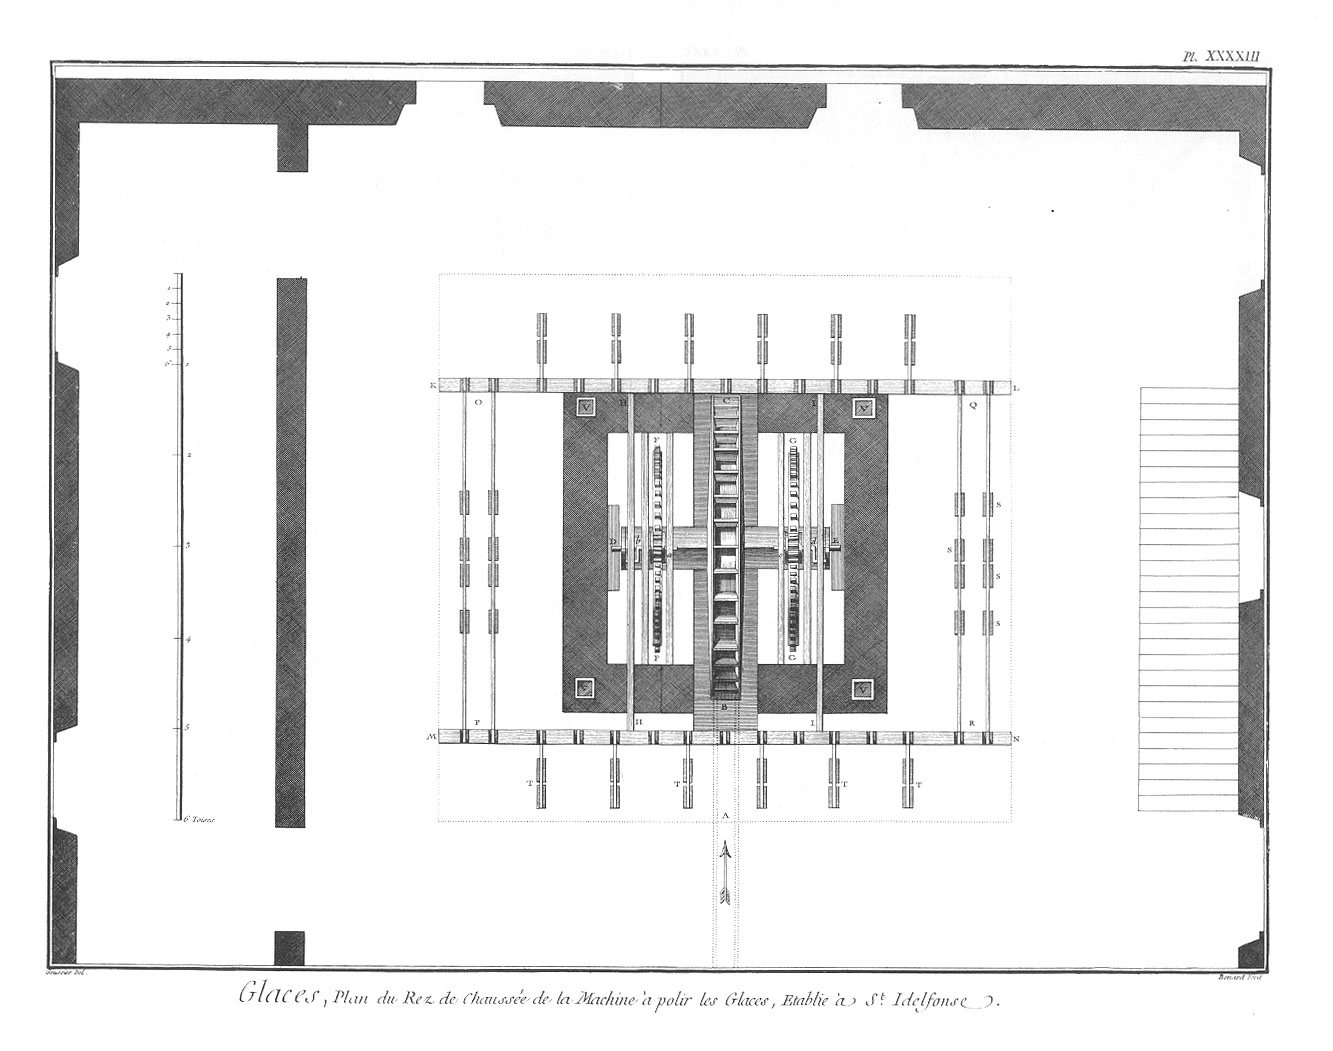 Pl. XXXXIII
1
2
3
4
5
6
1
2
3
4
5
6 Toises
K
L
O
H
C
I
Q
V
V
F
G
S
D
b
d
E
S
S
S
F
G
V
V
B
P
H
I
R
M
N
T
T
T
T
A
Goussier Del.
Benard Fecit
Glaces, Plan du Rez de Chaussée de la Machine à polir les Glaces, Etablie à St. Idelfonse.